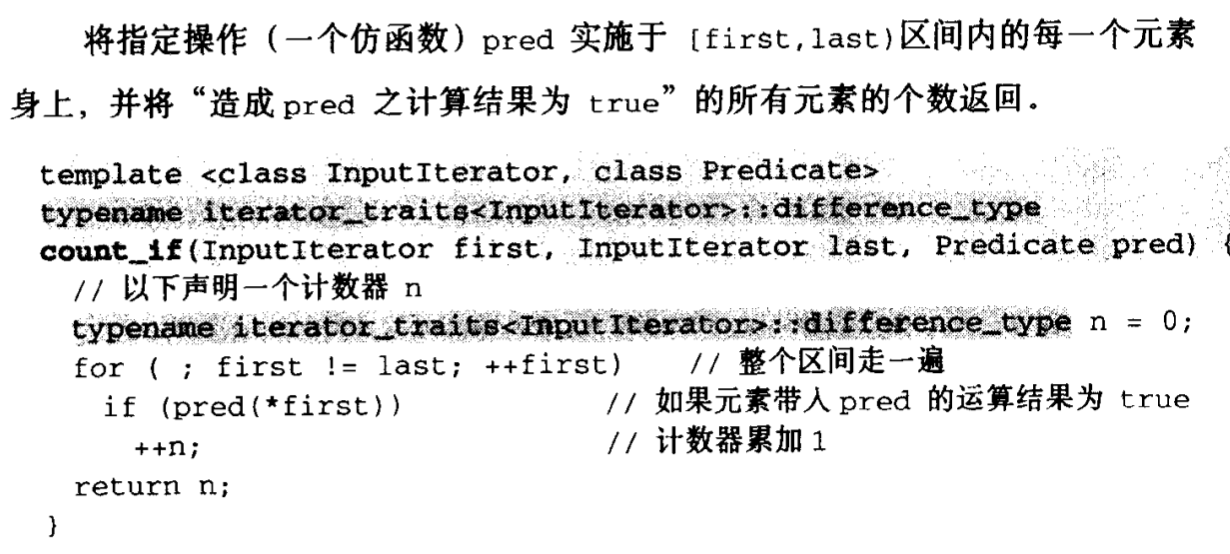 将指定操作（一个仿函数）pred 实施于 [first,last)区间内的每一个元素
身上，并将“造成 pred 之计算结果为 true”的所有元素的个数返回．
template <class InputIterator, class Predicate>
typename iterator_traits<InputIterator>::difference_type
count_if(InputIterator first, InputIterator last, Predicate pred) {
// 以下声明一个计数器 n
typename iterator_traits<InputIterator>::difference_type n = 0;
for ( ; first != last; ++first) // 整个区间走一遍
if (pred(*first)) // 如果元素带入 pred 的运算结果为 true
++n; // 计数器累加 1
return n;
}